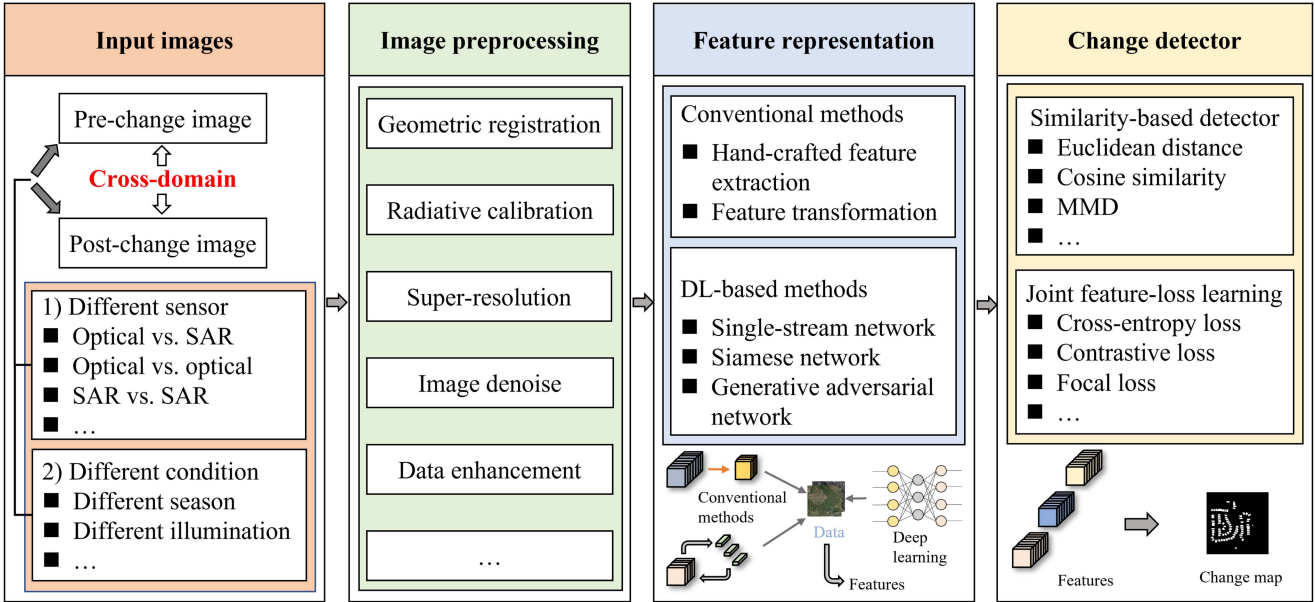 Input images
Pre-change image
Cross-domain
Post-change image
1) Different sensor
Optical vs. SAR
Optical vs. optical
SAR vs. SAR
…
2) Different condition
Different season
Different illumination
…
Image preprocessing
Geometric registration
Radiative calibration
Super-resolution
Image denoise
Data enhancement
…
Feature representation
Conventional methods
Hand-crafted feature
extraction
Feature transformation
DL-based methods
Single-stream network
Siamese network
Generative adversarial
network
Conventional
methods
Data
Deep
learning
Features
Change detector
Similarity-based detector
Euclidean distance
Cosine similarity
MMD
…
Joint feature-loss learning
Cross-entropy loss
Contrastive loss
Focal loss
…
Features
Change map